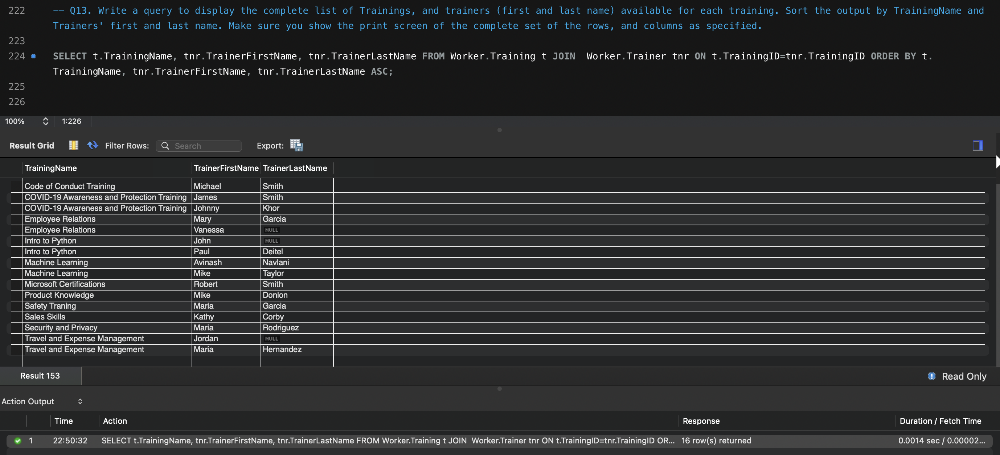 222 -- Q13. Write a query to display the complete list of Trainings, and trainers (first and last name) available for each training. Sort the output by TrainingName and
Trainers' first and last name. Make sure you show the print screen of the complete set of the rows, and columns as specified.
223
224 SELECT t.TrainingName, tnr.TrainerFirstName, tnr.TrainerLastName FROM Worker.Training t JOIN  Worker.Trainer tnr ON t.TrainingID=tnr.TrainingID ORDER BY t.
TrainingName, tnr.TrainerFirstName, tnr.TrainerLastName ASC;
225
226
100% 1:226
Result Grid Filter Rows: Search Export:
TrainingName TrainerFirstName TrainerLastName
Code of Conduct Training Michael Smith
COVID-19 Awareness and Protection Training James Smith
COVID-19 Awareness and Protection Training Johnny Khor
Employee Relations Mary Garcia
Employee Relations Vanessa NULL
Intro to Python John NULL
Intro to Python Paul Deitel
Machine Learning Avinash Navlani
Machine Learning Mike Taylor
Microsoft Certifications Robert Smith
Product Knowledge Mike Donlon
Safety Traning Maria Garcia
Sales Skills Kathy Corby
Security and Privacy Maria Rodriguez
Travel and Expense Management Jordan NULL
Travel and Expense Management Maria Hernandez
Result 153 Read Only
Action Output
Time Action Response Duration / Fetch Time
1 22:50:32 SELECT t.TrainingName, tnr.TrainerFirstName, tnr.TrainerLastName FROM Worker.Training t JOIN  Worker.Trainer tnr ON t.TrainingID=tnr.TrainingID OR... 16 row(s) returned 0.0014 sec / 0.00002...